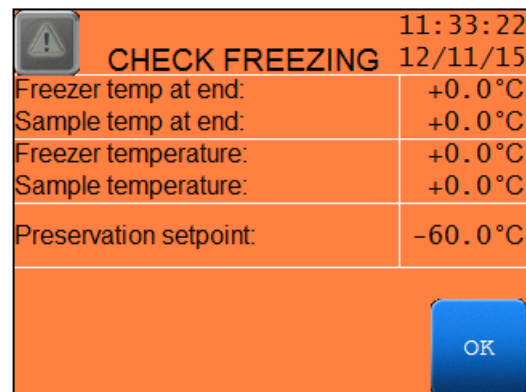 11:33:22
CHECK FREEZING 12/11/15
Freezer temp at end: +0.0°C
Sample temp at end: +0.0°C
Freezer temperature: +0.0°C
Sample temperature: +0.0°C
Preservation setpoint: -60.0°C
OK